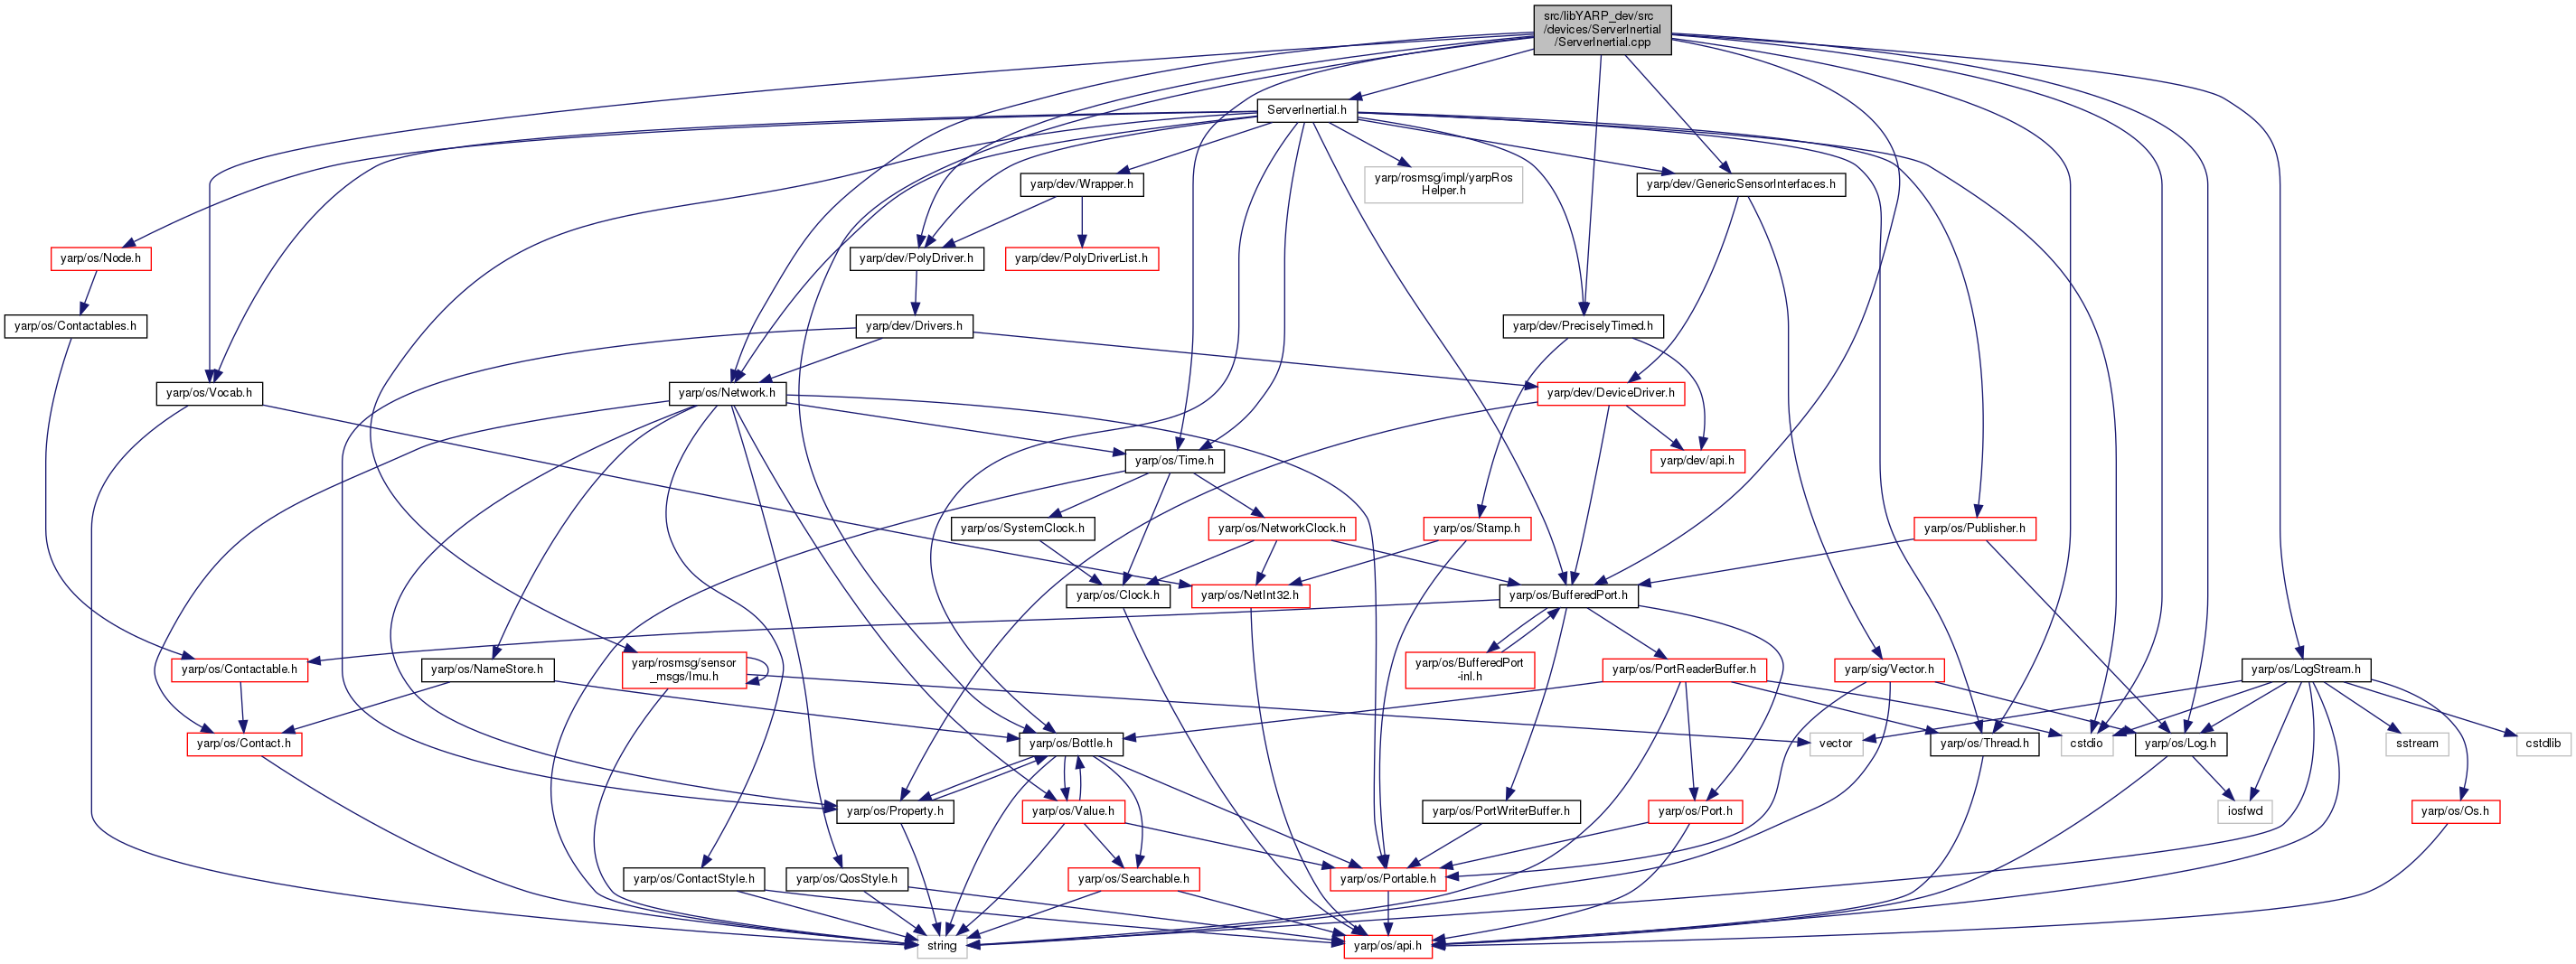 src/libYARP_dev/src
/devices/ServerInertial
/ServerInertial.cpp
ServerInertial.h
yarp/dev/Wrapper.h
yarp/rosmsg/impl/yarpRos
Helper.h
yarp/dev/GenericSensorInterfaces.h
yarp/os/Node.h
yarp/dev/PolyDriver.h
yarp/dev/PolyDriverList.h
yarp/os/Contactables.h
yarp/dev/Drivers.h
yarp/dev/PreciselyTimed.h
yarp/os/Vocab.h
yarp/os/Network.h
yarp/dev/DeviceDriver.h
yarp/os/Time.h
yarp/dev/api.h
yarp/os/SystemClock.h
yarp/os/NetworkClock.h
yarp/os/Stamp.h
yarp/os/Publisher.h
yarp/os/Clock.h
yarp/os/NetInt32.h
yarp/os/BufferedPort.h
yarp/os/Contactable.h
yarp/os/NameStore.h
yarp/rosmsg/sensor
_msgs/Imu.h
yarp/os/BufferedPort
-inl.h
yarp/os/PortReaderBuffer.h
yarp/sig/Vector.h
yarp/os/LogStream.h
yarp/os/Contact.h
yarp/os/Bottle.h
vector
yarp/os/Thread.h
cstdio
yarp/os/Log.h
sstream
cstdlib
yarp/os/Property.h
yarp/os/Value.h
yarp/os/PortWriterBuffer.h
yarp/os/Port.h
iosfwd
yarp/os/Os.h
yarp/os/ContactStyle.h
yarp/os/QosStyle.h
yarp/os/Searchable.h
yarp/os/Portable.h
string
yarp/os/api.h